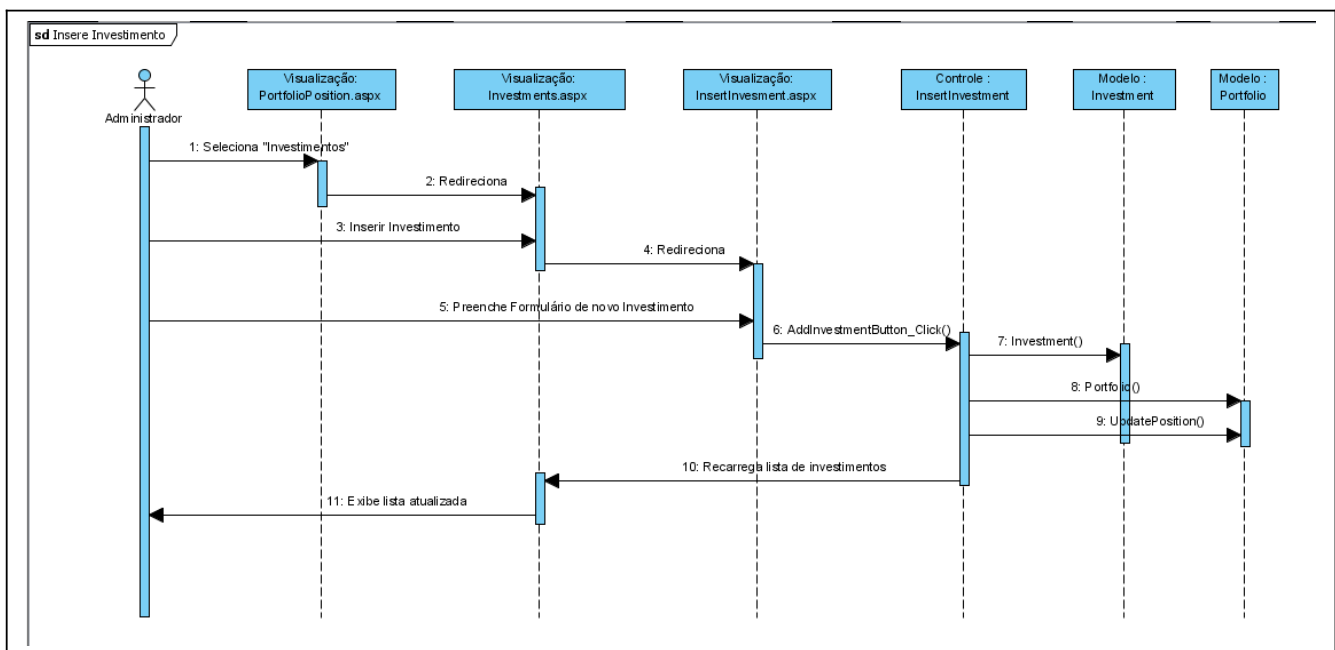 sd Insere Investimento
Visualização:
PortfolioPosition.aspx
Visualização:
Investments.aspx
Visualização:
InsertInvesment.aspx
Controle :
InsertInvestment
Modelo :
Investment
Modelo :
Portfolio
Administrador
1: Seleciona "Investimentos"
2: Redireciona
3: Inserir Investimento
4: Redireciona
5: Preenche Formulário de novo Investimento
6: AddInvestmentButton_Click()
7: Investment()
8: Portfolio()
9: UpdatePosition()
10: Recarrega lista de investimentos
11: Exibe lista atualizada